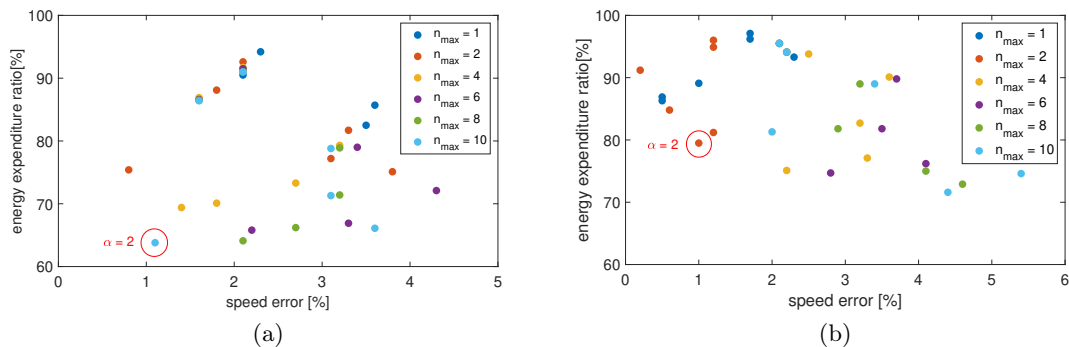 energy expenditure ratio[%]
100
90
80
70
60
0 1 2 3 4 5
speed error [%]
α = 2
n_max = 1
n_max = 2
n_max = 4
n_max = 6
n_max = 8
n_max = 10
(a)
energy expenditure ratio[%]
100
90
80
70
60
0 1 2 3 4 5 6
speed error [%]
α = 2
n_max = 1
n_max = 2
n_max = 4
n_max = 6
n_max = 8
n_max = 10
(b)